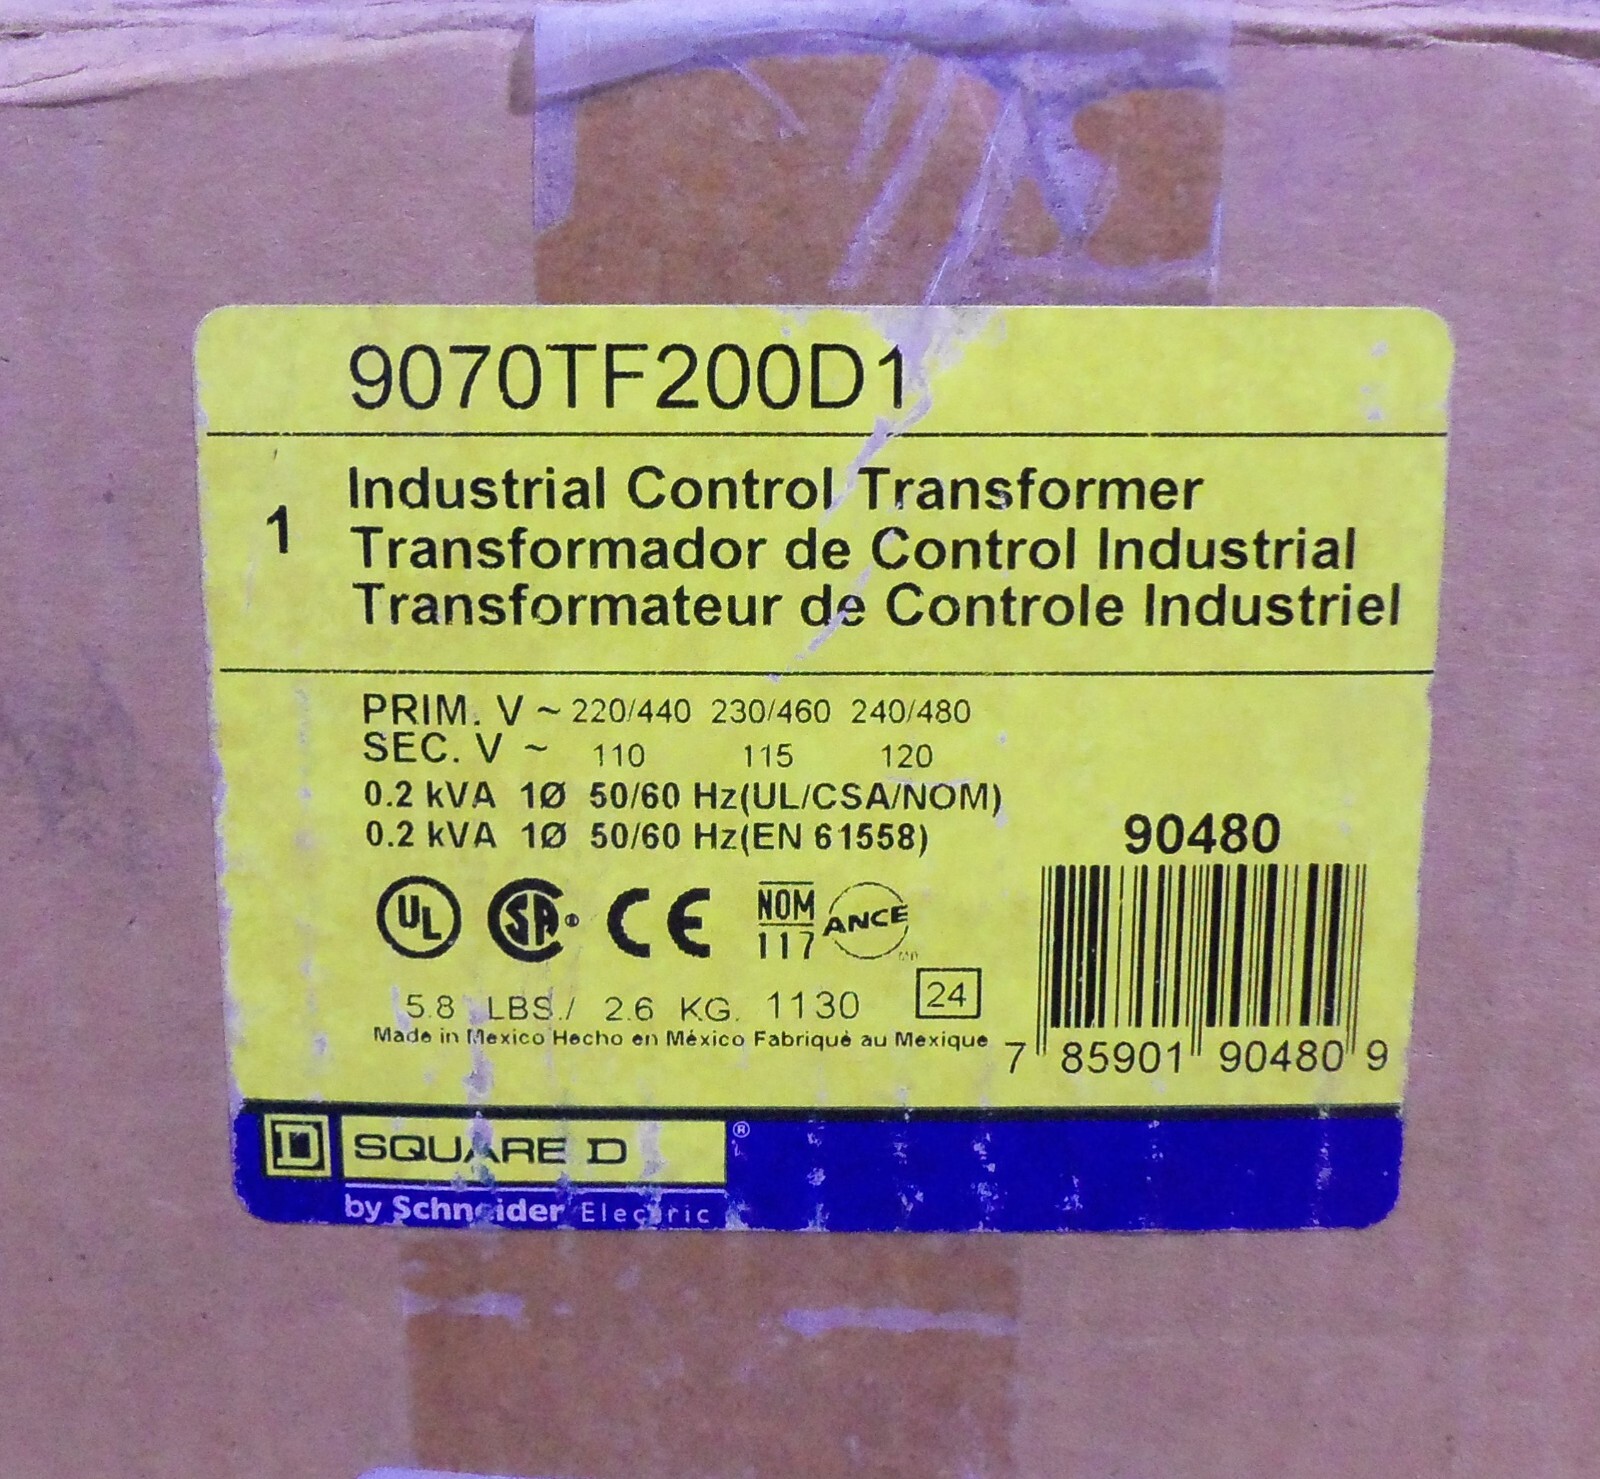 9070TF200D1
1
Industrial Control Transformer
Transformador de Control Industrial
Transformateur de Controle Industriel
PRIM. V ~ 220/440 230/460 240/480
SEC. V ~ 110 115 120
0.2 kVA 1Ø 50/60 Hz(UL/CSA/NOM)
0.2 kVA 1Ø 50/60 Hz(EN 61558)
90480
UL SA ® CE NOM 117 ANCE
5.8 LBS./ 2.6 KG. 1130 24
Made in Mexico Hecho en México Fabriqué au Mexique
7 85901 90480 9
D SQUARE D ®
by Schneider Electric